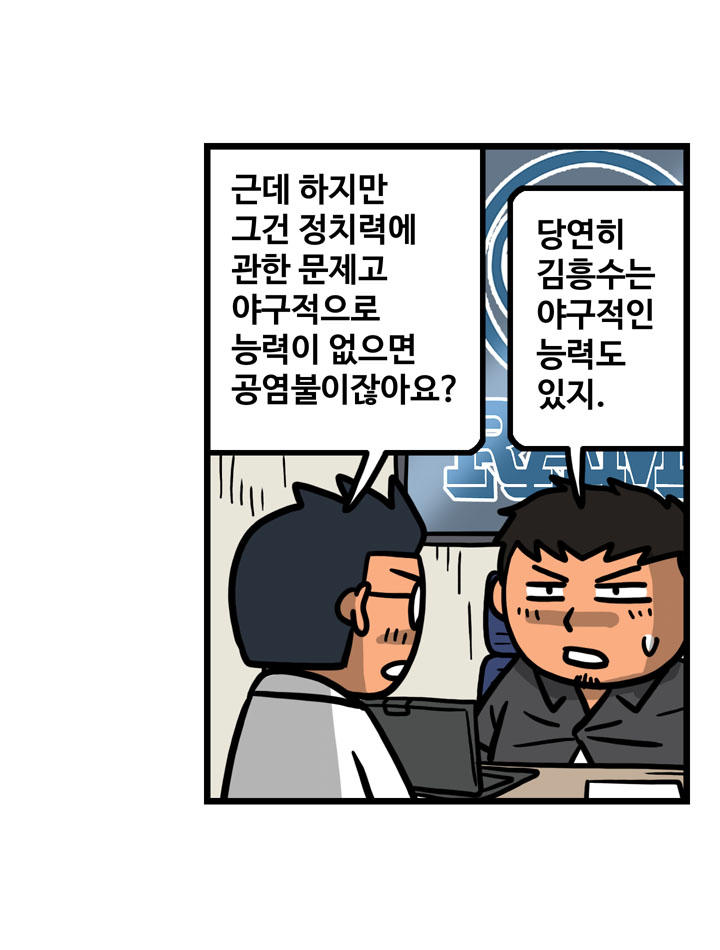 근데 하지만
그건 정치력에
관한 문제고
야구적으로
능력이 없으면
공염불이잖아요?
당연히
김흥수는
야구적인
능력도
있지.